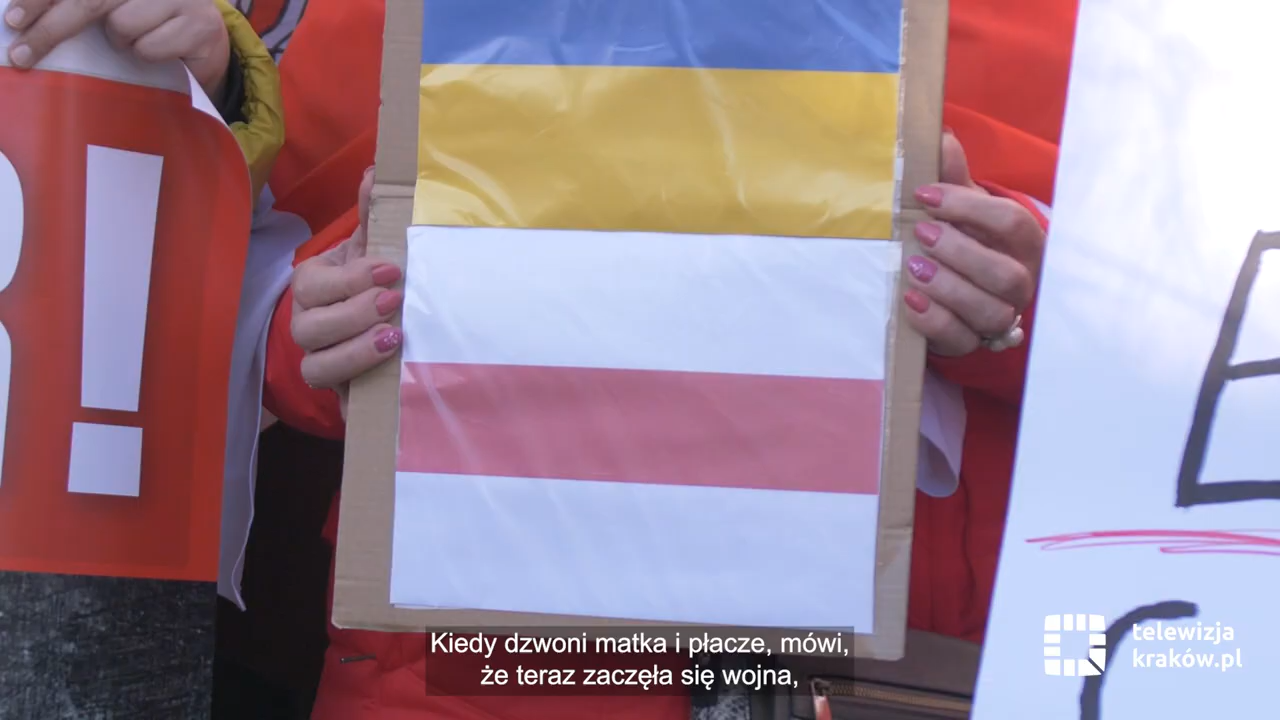 !
E
Kiedy dzwoni matka i płacze, mówi,
że teraz zaczęła się wojna,
telewizja
kraków.pl